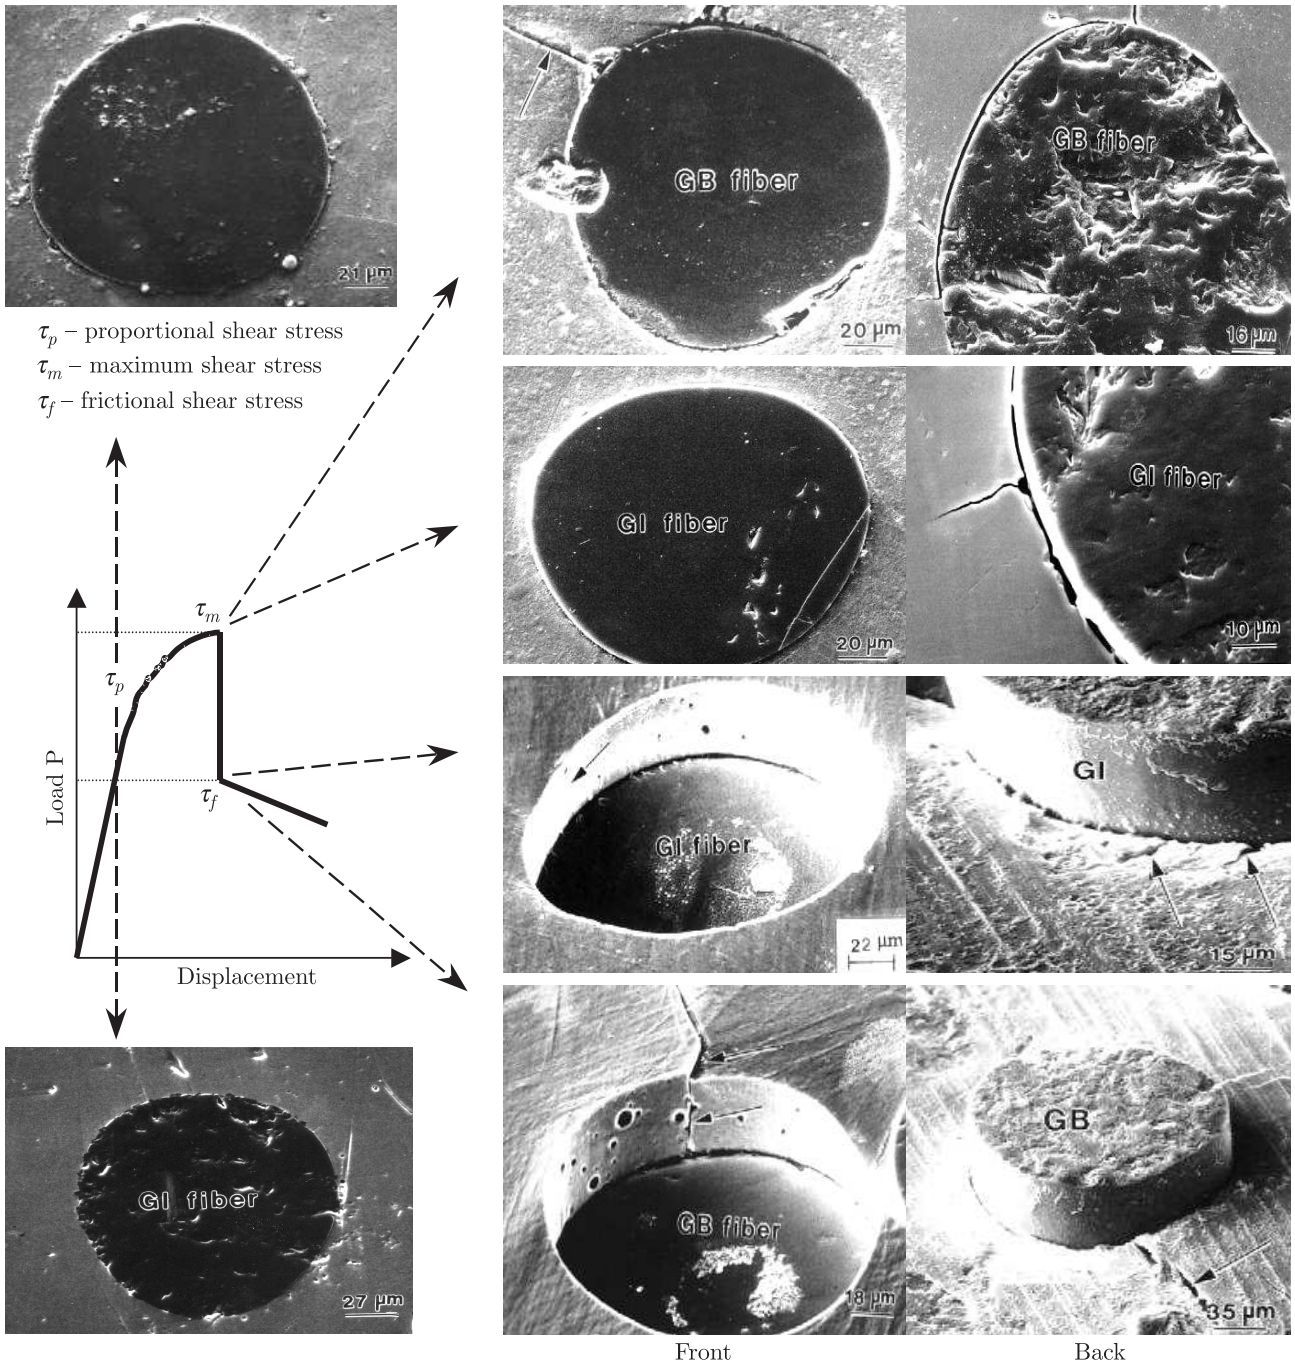 21 μm
τp – proportional shear stress
τm – maximum shear stress
τf – frictional shear stress
τm
τp
τf
Load P
Displacement
GI fiber
27 μm
GB fiber
20 μm
GB fiber
16 μm
GI fiber
20 μm
GI fiber
10 μm
GI fiber
22 μm
GI
15 μm
GB fiber
18 μm
GB
35 μm
Front
Back